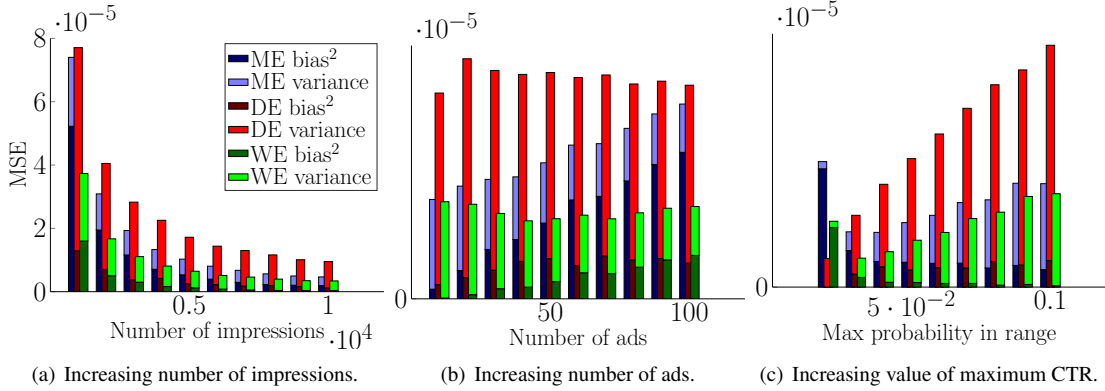 ·10⁻⁵
8
6
4
2
0
MSE
ME bias²
ME variance
DE bias²
DE variance
WE bias²
WE variance
0.5
1
Number of impressions
·10⁴
(a) Increasing number of impressions.
·10⁻⁵
0
50
100
Number of ads
(b) Increasing number of ads.
·10⁻⁵
0
5 · 10⁻²
0.1
Max probability in range
(c) Increasing value of maximum CTR.